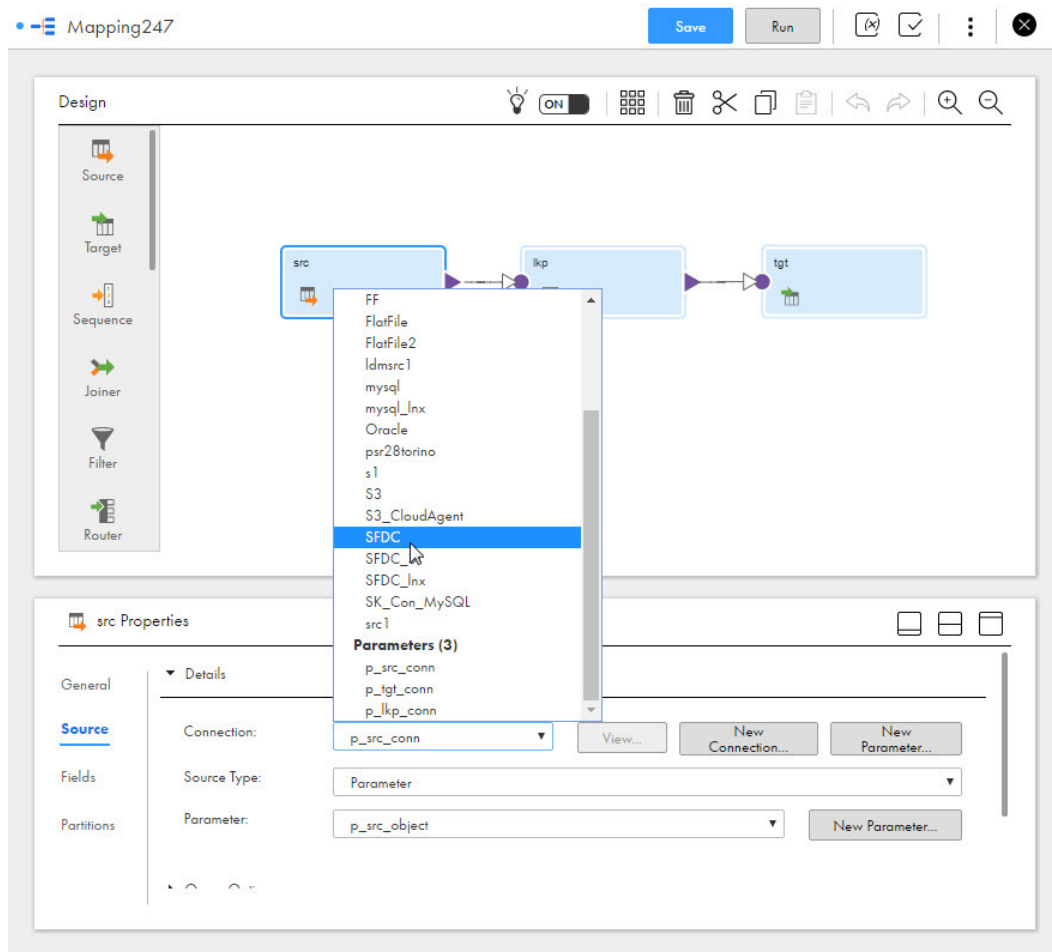 Mapping247
Save
Run
(x)
Design
ON
Source
Target
Sequence
Joiner
Filter
Router
src
lkp
tgt
FF
FlatFile
FlatFile2
ldmsrc1
mysql
mysql_lnx
Oracle
psr28torino
s1
S3
S3_CloudAgent
SFDC
SFDC_lnx
SK_Con_MySQL
src1
Parameters (3)
p_src_conn
p_tgt_conn
p_lkp_conn
src Properties
General
Source
Fields
Partitions
Details
Connection:
p_src_conn
View...
New
Connection...
New
Parameter...
Source Type:
Parameter
Parameter:
p_src_object
New Parameter...